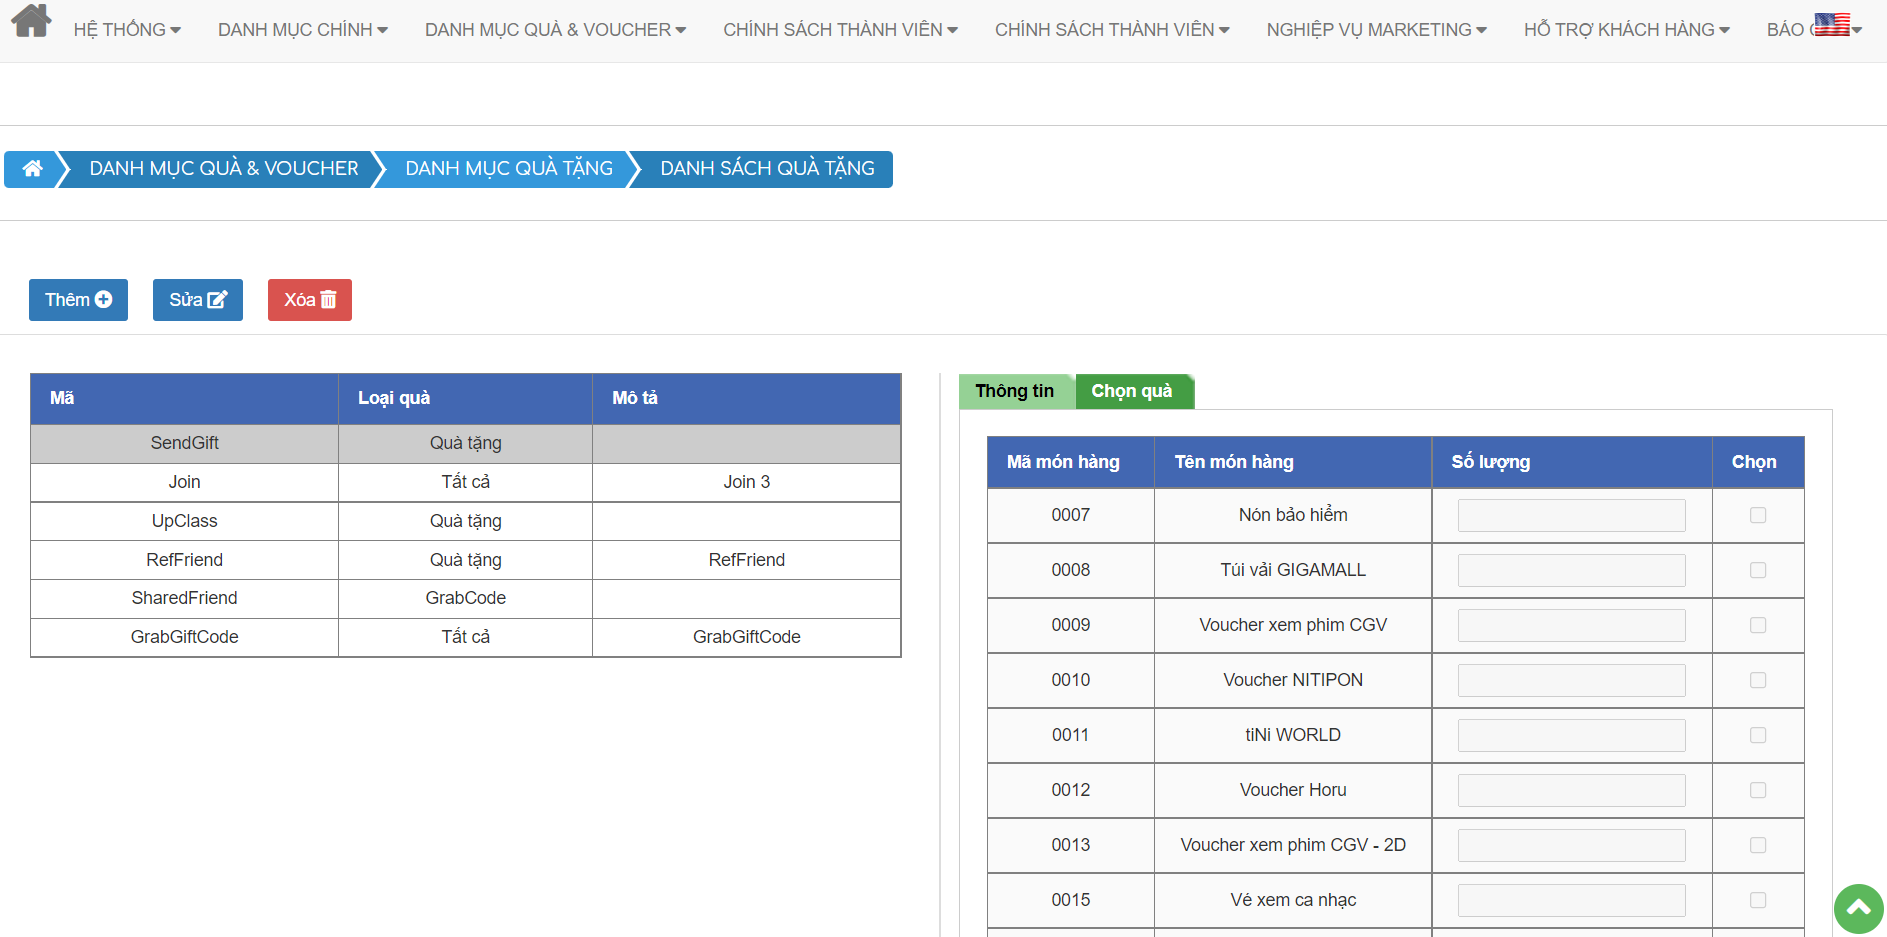 HỆ THỐNG DANH MỤC CHÍNH DANH MỤC QUÀ & VOUCHER CHÍNH SÁCH THÀNH VIÊN CHÍNH SÁCH THÀNH VIÊN NGHIỆP VỤ MARKETING HỖ TRỢ KHÁCH HÀNG BÁO
DANH MỤC QUÀ & VOUCHER DANH MỤC QUÀ TẶNG DANH SÁCH QUÀ TẶNG
Thêm Sửa Xóa
Mã Loại quà Mô tả
SendGift Quà tặng
Join Tất cả Join 3
UpClass Quà tặng
RefFriend Quà tặng RefFriend
SharedFriend GrabCode
GrabGiftCode Tất cả GrabGiftCode
Thông tin Chọn quà
Mã món hàng Tên món hàng Số lượng Chọn
0007 Nón bảo hiểm
0008 Túi vải GIGAMALL
0009 Voucher xem phim CGV
0010 Voucher NITIPON
0011 tiNi WORLD
0012 Voucher Horu
0013 Voucher xem phim CGV - 2D
0015 Vé xem ca nhạc